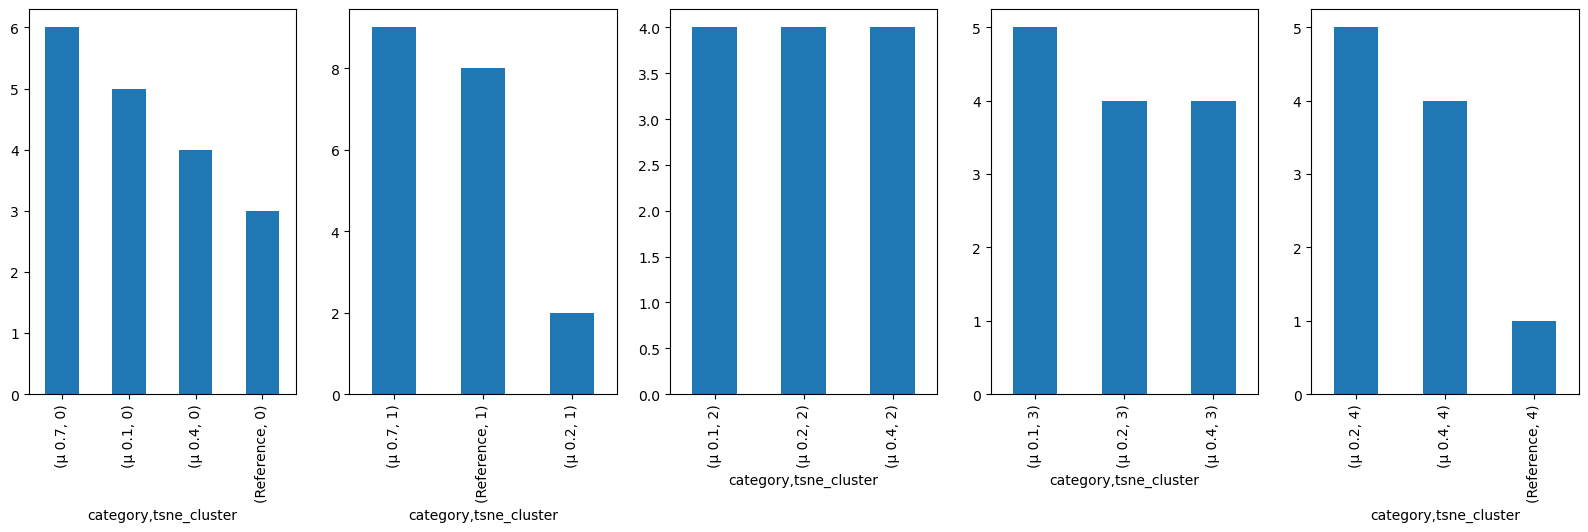 6
5
4
3
2
1
0
(µ 0.7, 0)
(µ 0.1, 0)
(µ 0.4, 0)
(Reference, 0)
category,tsne_cluster
8
6
4
2
0
(µ 0.7, 1)
(Reference, 1)
(µ 0.2, 1)
category,tsne_cluster
4.0
3.5
3.0
2.5
2.0
1.5
1.0
0.5
0.0
(µ 0.1, 2)
(µ 0.2, 2)
(µ 0.4, 2)
category,tsne_cluster
5
4
3
2
1
0
(µ 0.1, 3)
(µ 0.2, 3)
(µ 0.4, 3)
category,tsne_cluster
5
4
3
2
1
0
(µ 0.2, 4)
(µ 0.4, 4)
(Reference, 4)
category,tsne_cluster